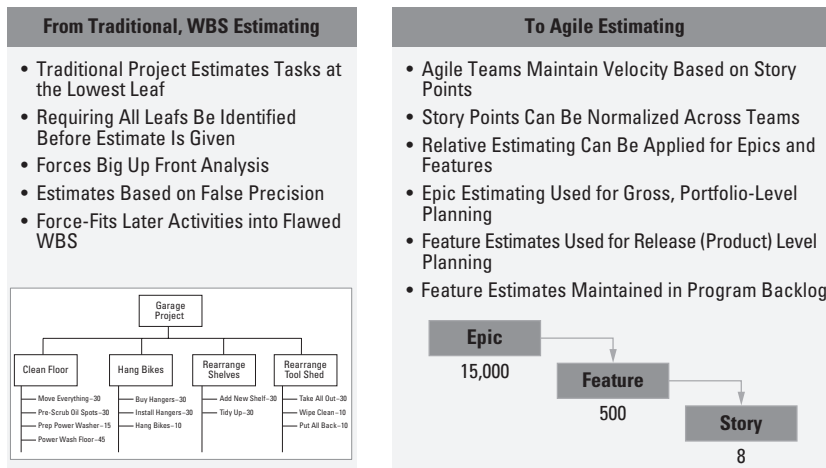 From Traditional, WBS Estimating
• Traditional Project Estimates Tasks at
the Lowest Leaf
• Requiring All Leafs Be Identified
Before Estimate Is Given
• Forces Big Up Front Analysis
• Estimates Based on False Precision
• Force-Fits Later Activities into Flawed
WBS
Garage
Project
Clean Floor
Move Everything–30
Pre-Scrub Oil Spots–30
Prep Power Washer–15
Power Wash Floor–45
Hang Bikes
Buy Hangers–30
Install Hangers–30
Hang Bikes–10
Rearrange
Shelves
Add New Shelf–30
Tidy Up–30
Rearrange
Tool Shed
Take All Out–30
Wipe Clean–10
Put All Back–10
To Agile Estimating
• Agile Teams Maintain Velocity Based on Story
Points
• Story Points Can Be Normalized Across Teams
• Relative Estimating Can Be Applied for Epics and
Features
• Epic Estimating Used for Gross, Portfolio-Level
Planning
• Feature Estimates Used for Release (Product) Level
Planning
• Feature Estimates Maintained in Program Backlog
Epic
15,000
Feature
500
Story
8